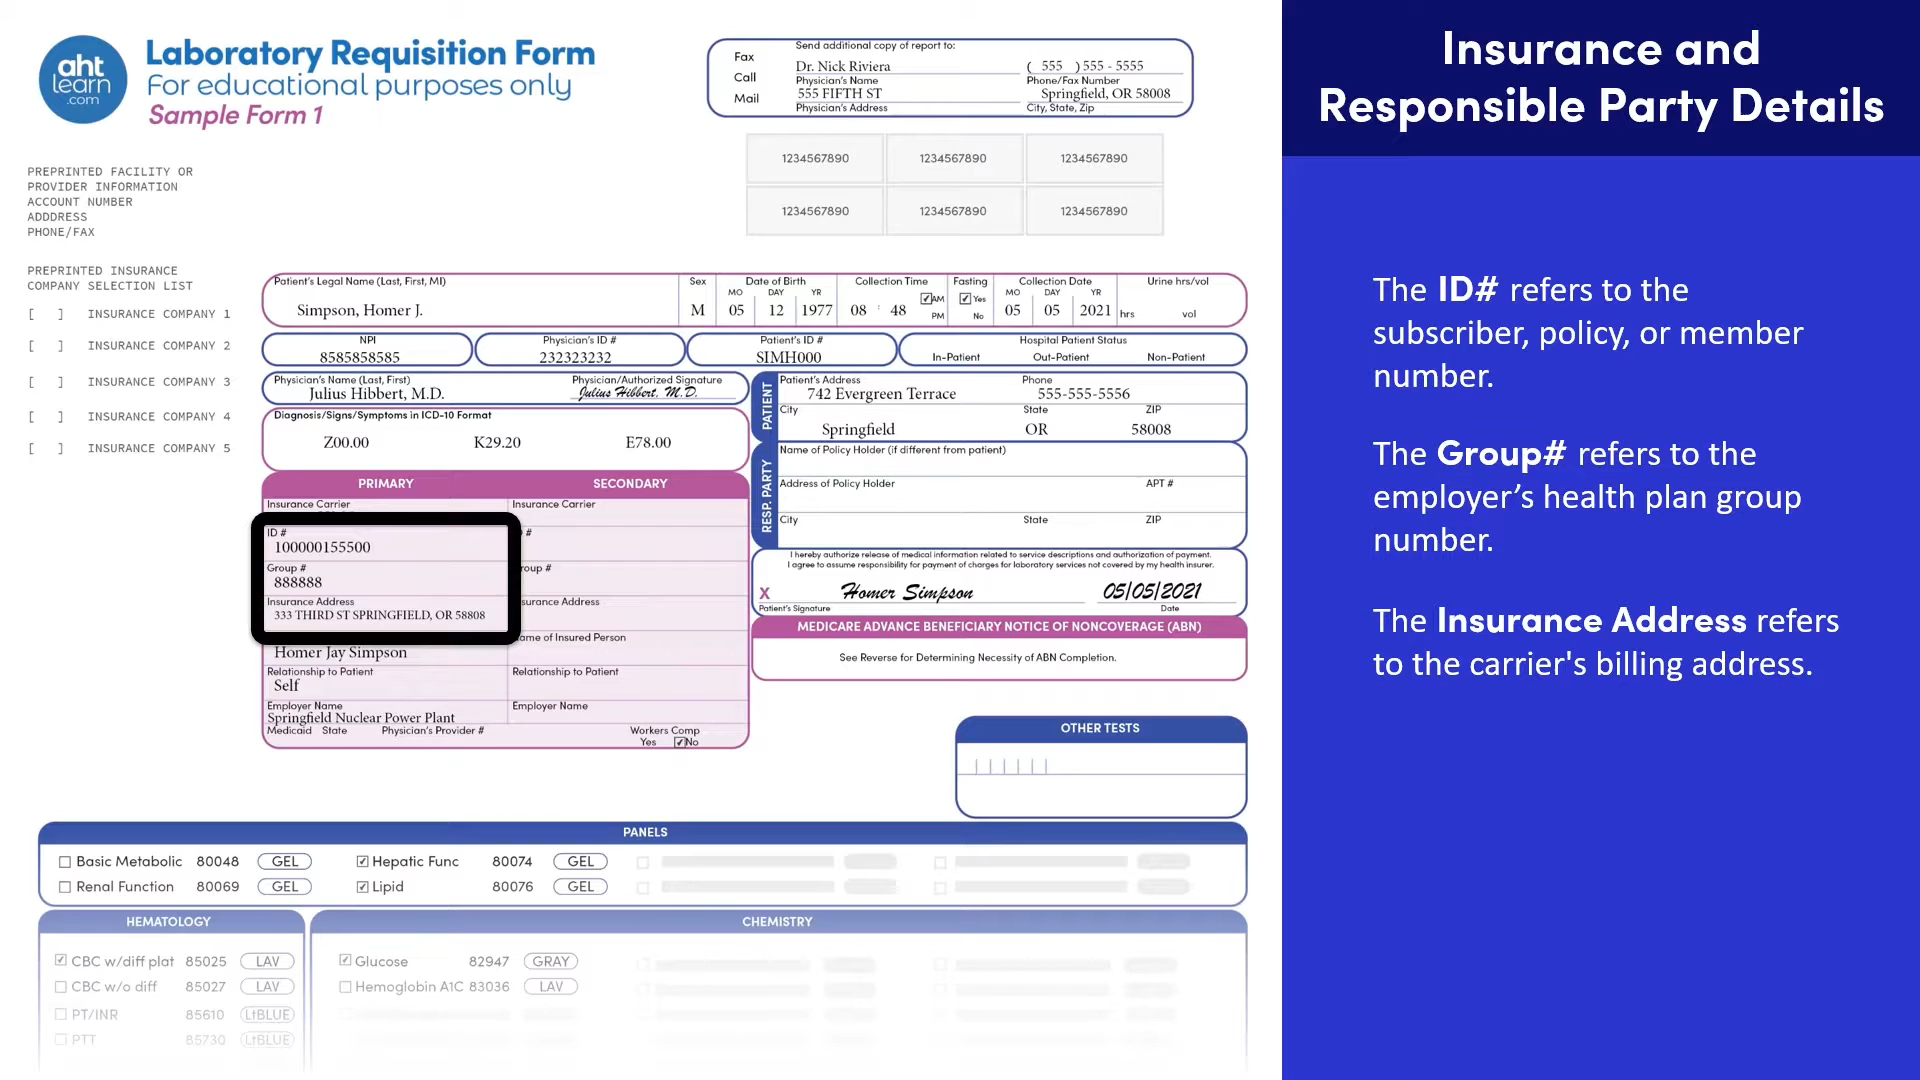 aht
learn
.com
Laboratory Requisition Form
For educational purposes only
Sample Form 1
Fax
Call
Mail
Send additional copy of report to:
Dr. Nick Riviera ( 555 ) 555 - 5555
Physician's Name Phone/Fax Number
555 FIFTH ST Springfield, OR 58008
Physician's Address City, State, Zip
1234567890 1234567890 1234567890
1234567890 1234567890 1234567890
PREPRINTED FACILITY OR
PROVIDER INFORMATION
ACCOUNT NUMBER
ADDDRESS
PHONE/FAX
PREPRINTED INSURANCE
COMPANY SELECTION LIST
[ ] INSURANCE COMPANY 1
[ ] INSURANCE COMPANY 2
[ ] INSURANCE COMPANY 3
[ ] INSURANCE COMPANY 4
[ ] INSURANCE COMPANY 5
Patient's Legal Name (Last, First, MI) Sex Date of Birth Collection Time Fasting Collection Date Urine hrs/vol
MO DAY YR AM Yes MO DAY YR
Simpson, Homer J. M 05 12 1977 08 : 48 PM No 05 05 2021 hrs vol
NPI Physician's ID # Patient's ID # Hospital Patient Status
8585858585 232323232 SIMH000 In-Patient Out-Patient Non-Patient
Physician's Name (Last, First) Physician/Authorized Signature
Julius Hibbert, M.D. Julius Hibbert, M.D.
Diagnosis/Signs/Symptoms in ICD-10 Format
Z00.00 K29.20 E78.00
PATIENT
Patient's Address Phone
742 Evergreen Terrace 555-555-5556
City State ZIP
Springfield OR 58008
RESP. PARTY
Name of Policy Holder (if different from patient)
Address of Policy Holder APT #
City State ZIP
PRIMARY SECONDARY
Insurance Carrier Insurance Carrier
ID # #
100000155500
Group # roup #
888888
Insurance Address surance Address
333 THIRD ST SPRINGFIELD, OR 58808
ame of Insured Person
Homer Jay Simpson
Relationship to Patient Relationship to Patient
Self
Employer Name Employer Name
Springfield Nuclear Power Plant
Medicaid State Physician's Provider # Workers Comp
Yes No
I hereby authorize release of medical information related to service descriptions and authorization of payment.
I agree to assume responsibility for payment of charges for laboratory services not covered by my health insurer.
X Homer Simpson 05/05/2021
Patient's Signature Date
MEDICARE ADVANCE BENEFICIARY NOTICE OF NONCOVERAGE (ABN)
See Reverse for Determining Necessity of ABN Completion.
OTHER TESTS
PANELS
Basic Metabolic 80048 GEL Hepatic Func 80074 GEL
Renal Function 80069 GEL Lipid 80076 GEL
HEMATOLOGY CHEMISTRY
CBC w/diff plat 85025 LAV Glucose 82947 GRAY
CBC w/o diff 85027 LAV Hemoglobin A1C 83036 LAV
PT/INR 85610 LtBLUE
PTT 85730 LtBLUE
Insurance and
Responsible Party Details
The ID# refers to the
subscriber, policy, or member
number.
The Group# refers to the
employer's health plan group
number.
The Insurance Address refers
to the carrier's billing address.